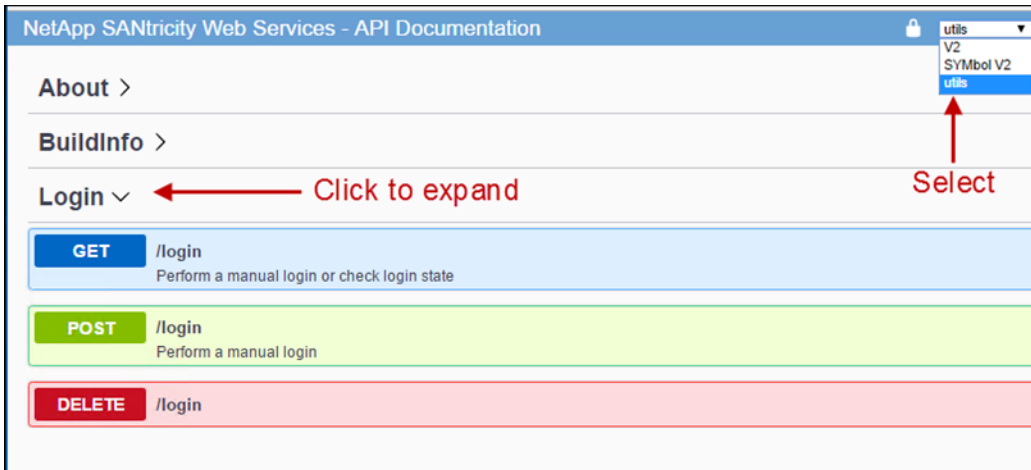 NetApp SANtricity Web Services - API Documentation
utils
V2
SYMbol V2
utils
About
BuildInfo
Login
Click to expand
Select
GET /login
Perform a manual login or check login state
POST /login
Perform a manual login
DELETE /login